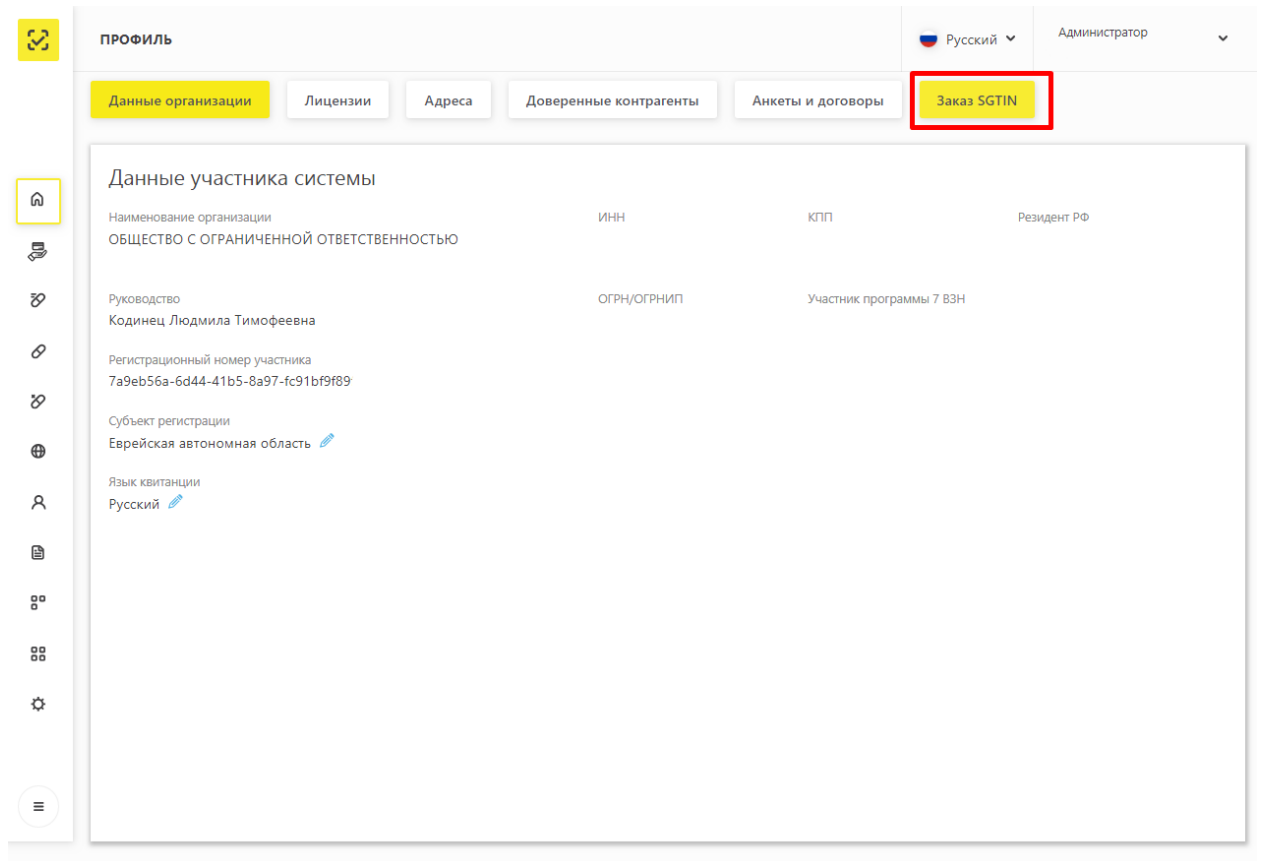 ПРОФИЛЬ
Русский
Администратор
Данные организации
Лицензии
Адреса
Доверенные контрагенты
Анкеты и договоры
Заказ SGTIN
Данные участника системы
Наименование организации
ИНН
КПП
Резидент РФ
ОБЩЕСТВО С ОГРАНИЧЕННОЙ ОТВЕТСТВЕННОСТЬЮ
Руководство
ОГРН/ОГРНИП
Участник программы 7 ВЗН
Кодинец Людмила Тимофеевна
Регистрационный номер участника
7a9eb56a-6d44-41b5-8a97-fc91bf9f89
Субъект регистрации
Еврейская автономная область
Язык квитанции
Русский